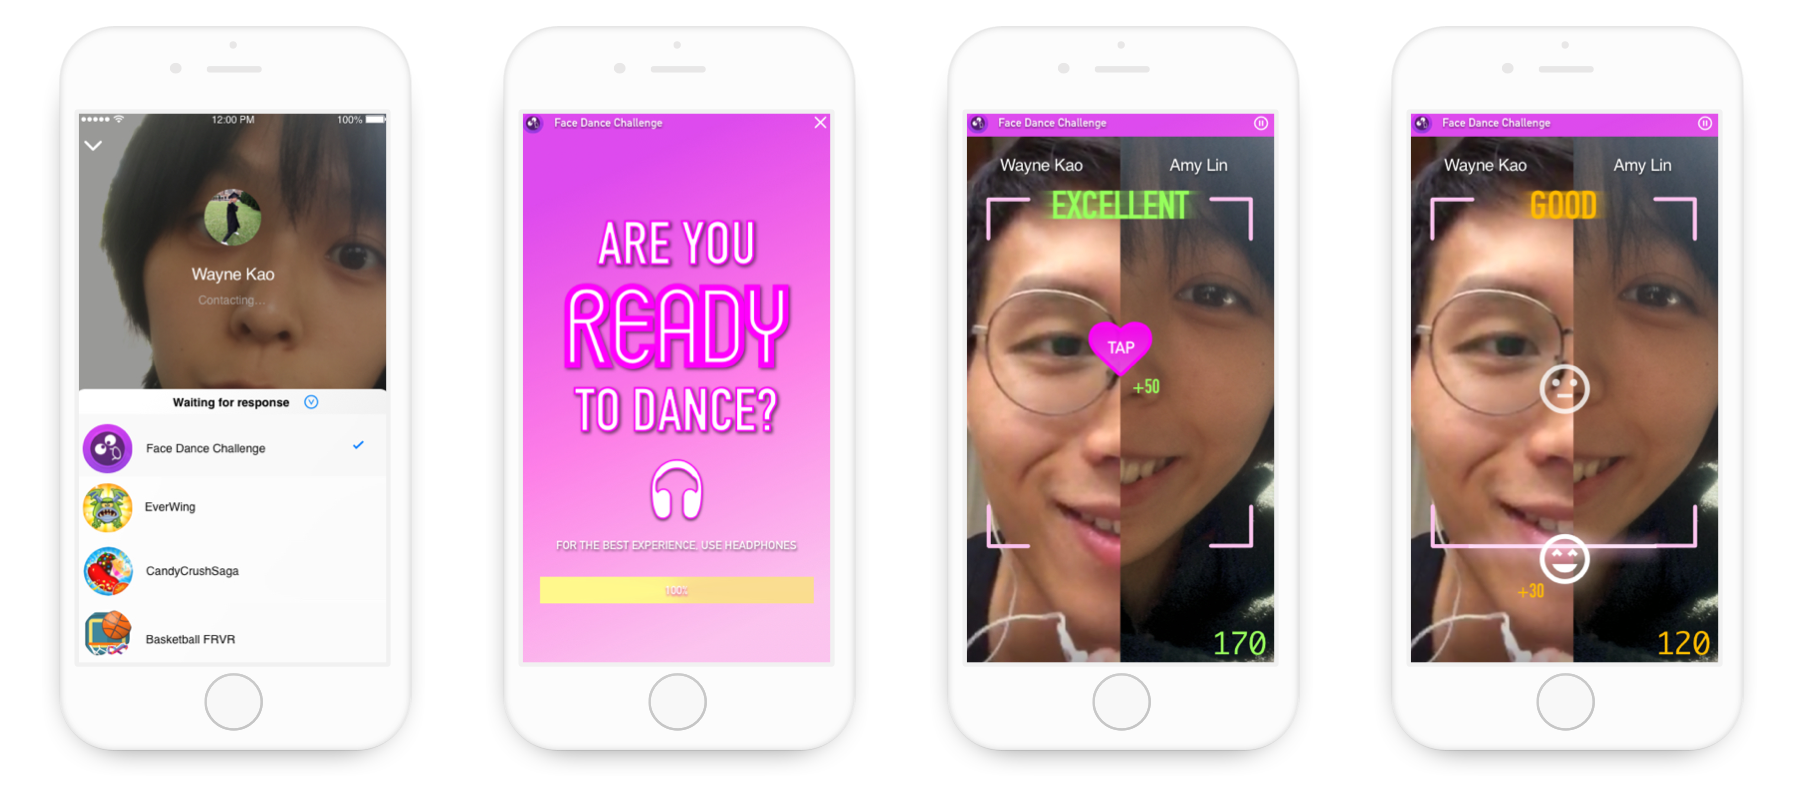 12:00 PM
100%
Wayne Kao
Contacting...
Waiting for response
Face Dance Challenge
EverWing
CandyCrushSaga
Basketball FRVR
Face Dance Challenge
ARE YOU
READY
TO DANCE?
FOR THE BEST EXPERIENCE, USE HEADPHONES
100%
Face Dance Challenge
Wayne Kao
Amy Lin
EXCELLENT
TAP
+50
170
Face Dance Challenge
Wayne Kao
Amy Lin
GOOD
+30
120